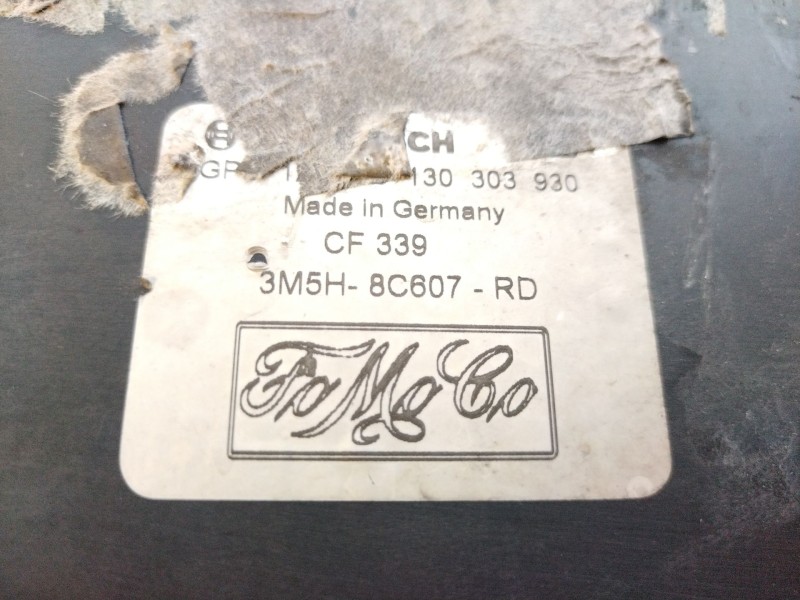 CH
130 303 930
Made in Germany
CF 339
3M5H- 8C607 - RD
FoMoCo